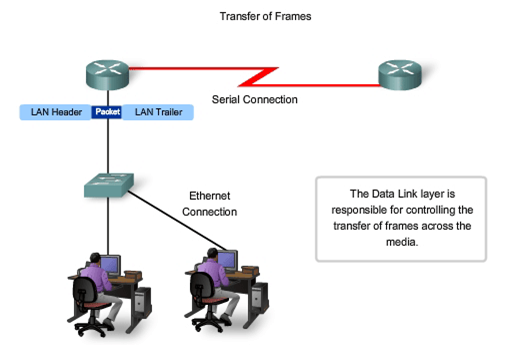 Transfer of Frames
Serial Connection
LAN Header Packet LAN Trailer
Ethernet
Connection
The Data Link layer is
responsible for controlling the
transfer of frames across the
media.